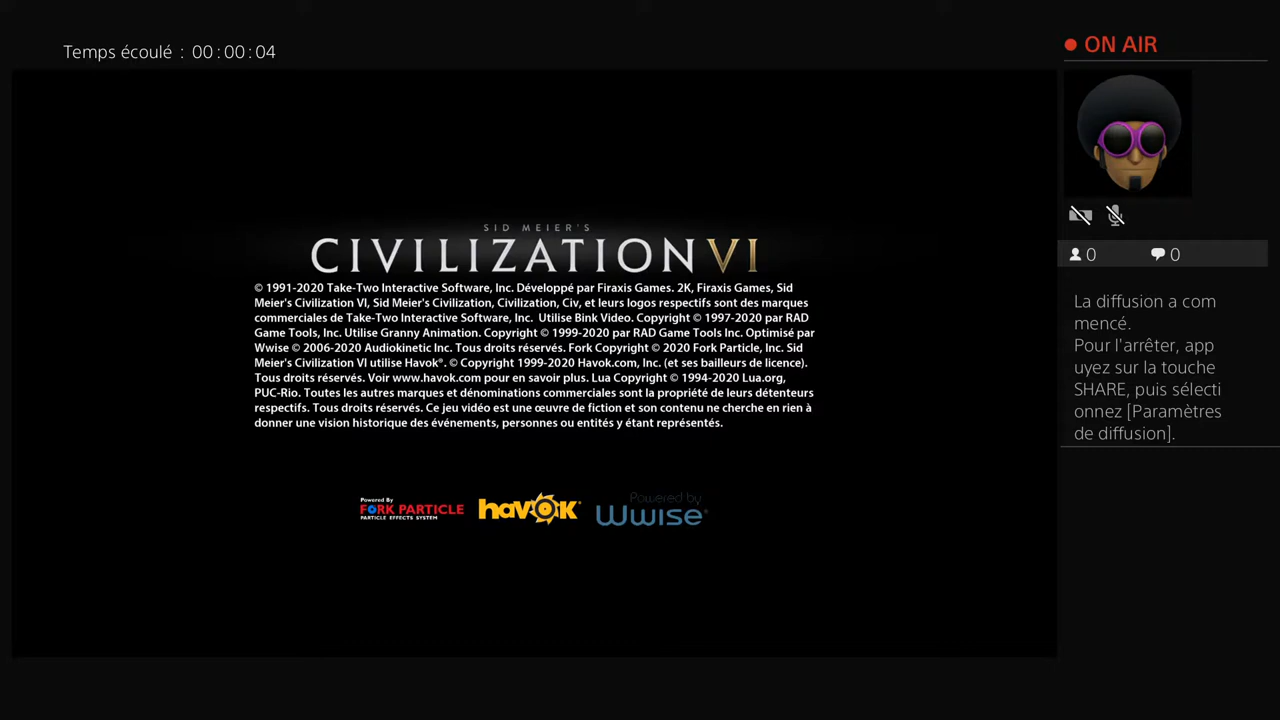 Temps écoulé : 00:00:04
ON AIR
SID MEIER'S
CIVILIZATION VI
© 1991-2020 Take-Two Interactive Software, Inc. Développé par Firaxis Games. 2K, Firaxis Games, Sid
Meier's Civilization VI, Sid Meier's Civilization, Civilization, Civ, et leurs logos respectifs sont des marques
commerciales de Take-Two Interactive Software, Inc.  Utilise Bink Video. Copyright © 1997-2020 par RAD
Game Tools, Inc. Utilise Granny Animation. Copyright © 1999-2020 par RAD Game Tools Inc. Optimisé par
Wwise © 2006-2020 Audiokinetic Inc. Tous droits réservés. Fork Copyright © 2020 Fork Particle, Inc. Sid
Meier's Civilization VI utilise Havok®. © Copyright 1999-2020 Havok.com, Inc. (et ses bailleurs de licence).
Tous droits réservés. Voir www.havok.com pour en savoir plus. Lua Copyright © 1994-2020 Lua.org,
PUC-Rio. Toutes les autres marques et dénominations commerciales sont la propriété de leurs détenteurs
respectifs. Tous droits réservés. Ce jeu vidéo est une œuvre de fiction et son contenu ne cherche en rien à
donner une vision historique des événements, personnes ou entités y étant représentés.
Powered By
FORK PARTICLE
PARTICLE EFFECTS SYSTEM
havok®
Powered by
Wwise®
0
0
La diffusion a com
mencé.
Pour l'arrêter, app
uyez sur la touche
SHARE, puis sélecti
onnez [Paramètres
de diffusion].